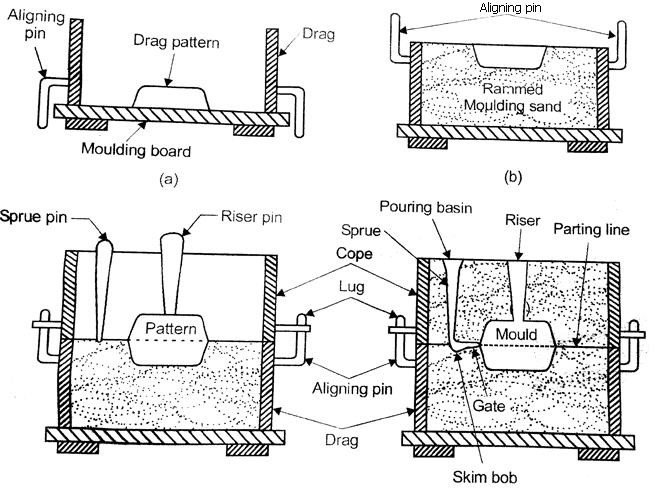 Aligning
pin
Drag pattern
Drag
Moulding board
(a)
Aligning pin
Rammed
Moulding sand
(b)
Sprue pin
Riser pin
Cope
Lug
Pattern
Aligning pin
Drag
Pouring basin
Sprue
Riser
Parting line
Mould
Gate
Skim bob